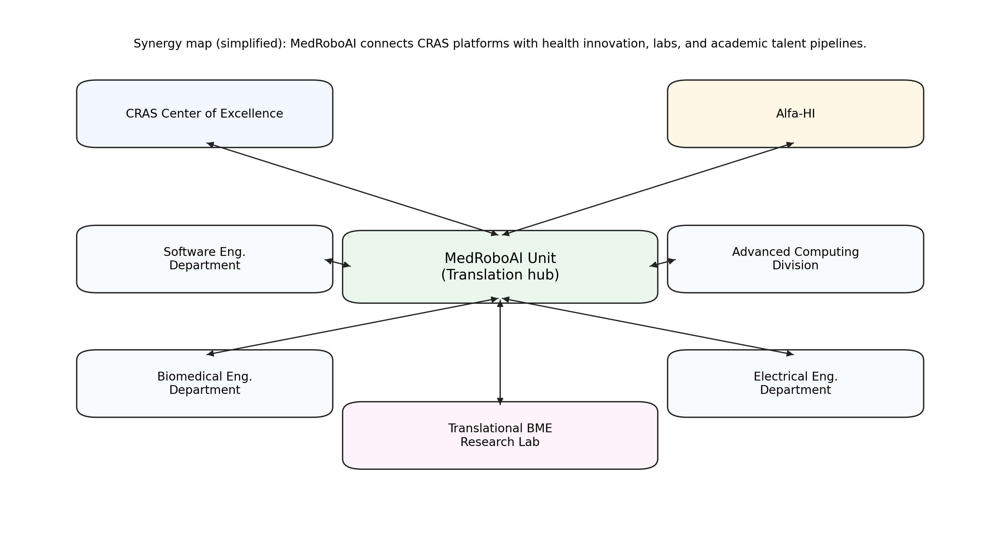 Synergy map (simplified): MedRoboAI connects CRAS platforms with health innovation, labs, and academic talent pipelines.
CRAS Center of Excellence
Alfa-HI
Software Eng.
Department
MedRoboAI Unit
(Translation hub)
Advanced Computing
Division
Biomedical Eng.
Department
Translational BME
Research Lab
Electrical Eng.
Department